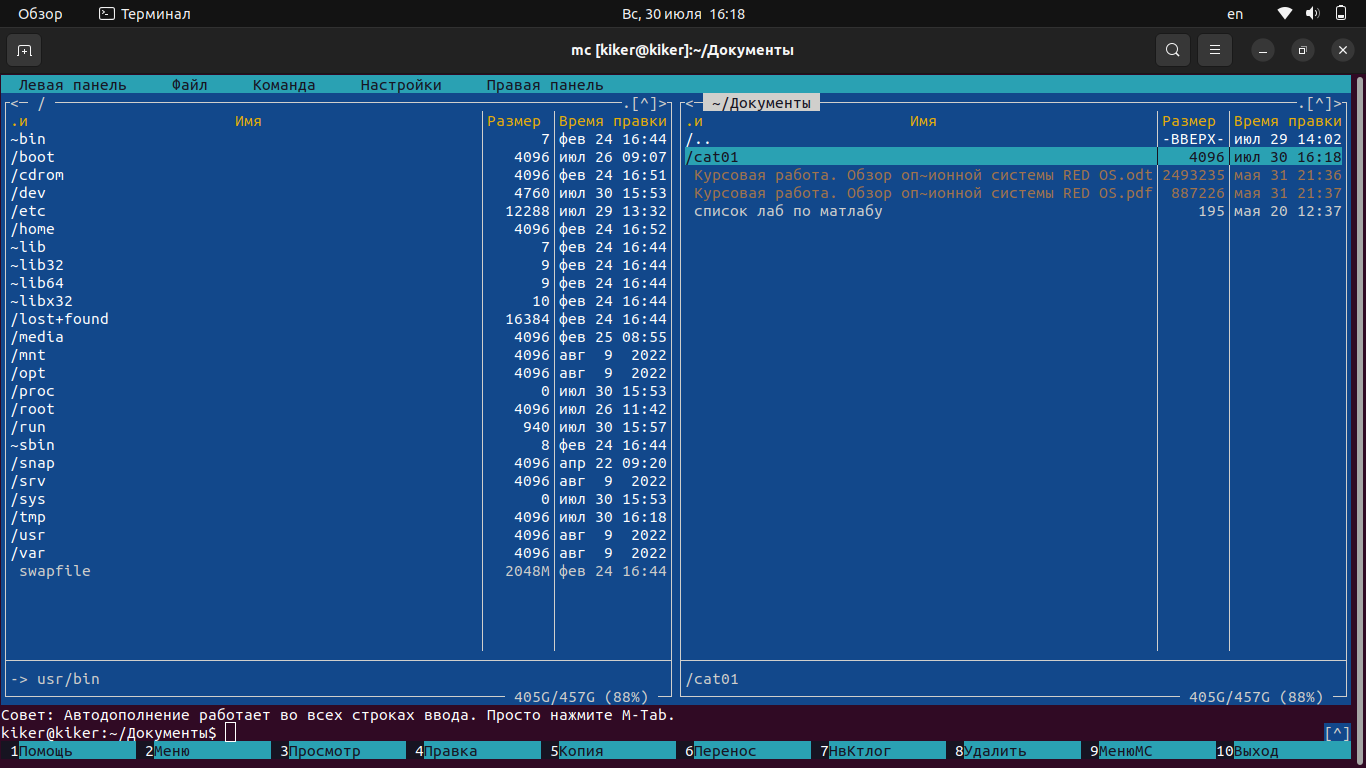 Обзор Терминал Вс, 30 июля 16:18 en
mc [kiker@kiker]:~/Документы
Левая панель Файл Команда Настройки Правая панель
<- / .[^]>
.и Имя Размер Время правки
~bin 7 фев 24 16:44
/boot 4096 июл 26 09:07
/cdrom 4096 фев 24 16:51
/dev 4760 июл 30 15:53
/etc 12288 июл 29 13:32
/home 4096 фев 24 16:52
~lib 7 фев 24 16:44
~lib32 9 фев 24 16:44
~lib64 9 фев 24 16:44
~libx32 10 фев 24 16:44
/lost+found 16384 фев 24 16:44
/media 4096 фев 25 08:55
/mnt 4096 авг 9 2022
/opt 4096 авг 9 2022
/proc 0 июл 30 15:53
/root 4096 июл 26 11:42
/run 940 июл 30 15:57
~sbin 8 фев 24 16:44
/snap 4096 апр 22 09:20
/srv 4096 авг 9 2022
/sys 0 июл 30 15:53
/tmp 4096 июл 30 16:18
/usr 4096 авг 9 2022
/var 4096 авг 9 2022
swapfile 2048M фев 24 16:44
-> usr/bin
405G/457G (88%)
<- ~/Документы .[^]>
.и Имя Размер Время правки
/.. -ВВЕРХ- июл 29 14:02
/cat01 4096 июл 30 16:18
Курсовая работа. Обзор оп~ионной системы RED OS.odt 2493235 мая 31 21:36
Курсовая работа. Обзор оп~ионной системы RED OS.pdf 887226 мая 31 21:37
список лаб по матлабу 195 мая 20 12:37
/cat01
405G/457G (88%)
Совет: Автодополнение работает во всех строках ввода. Просто нажмите M-Tab.
kiker@kiker:~/Документы$ [^]
1Помощь 2Меню 3Просмотр 4Правка 5Копия 6Перенос 7НвКтлог 8Удалить 9МенюMC 10Выход